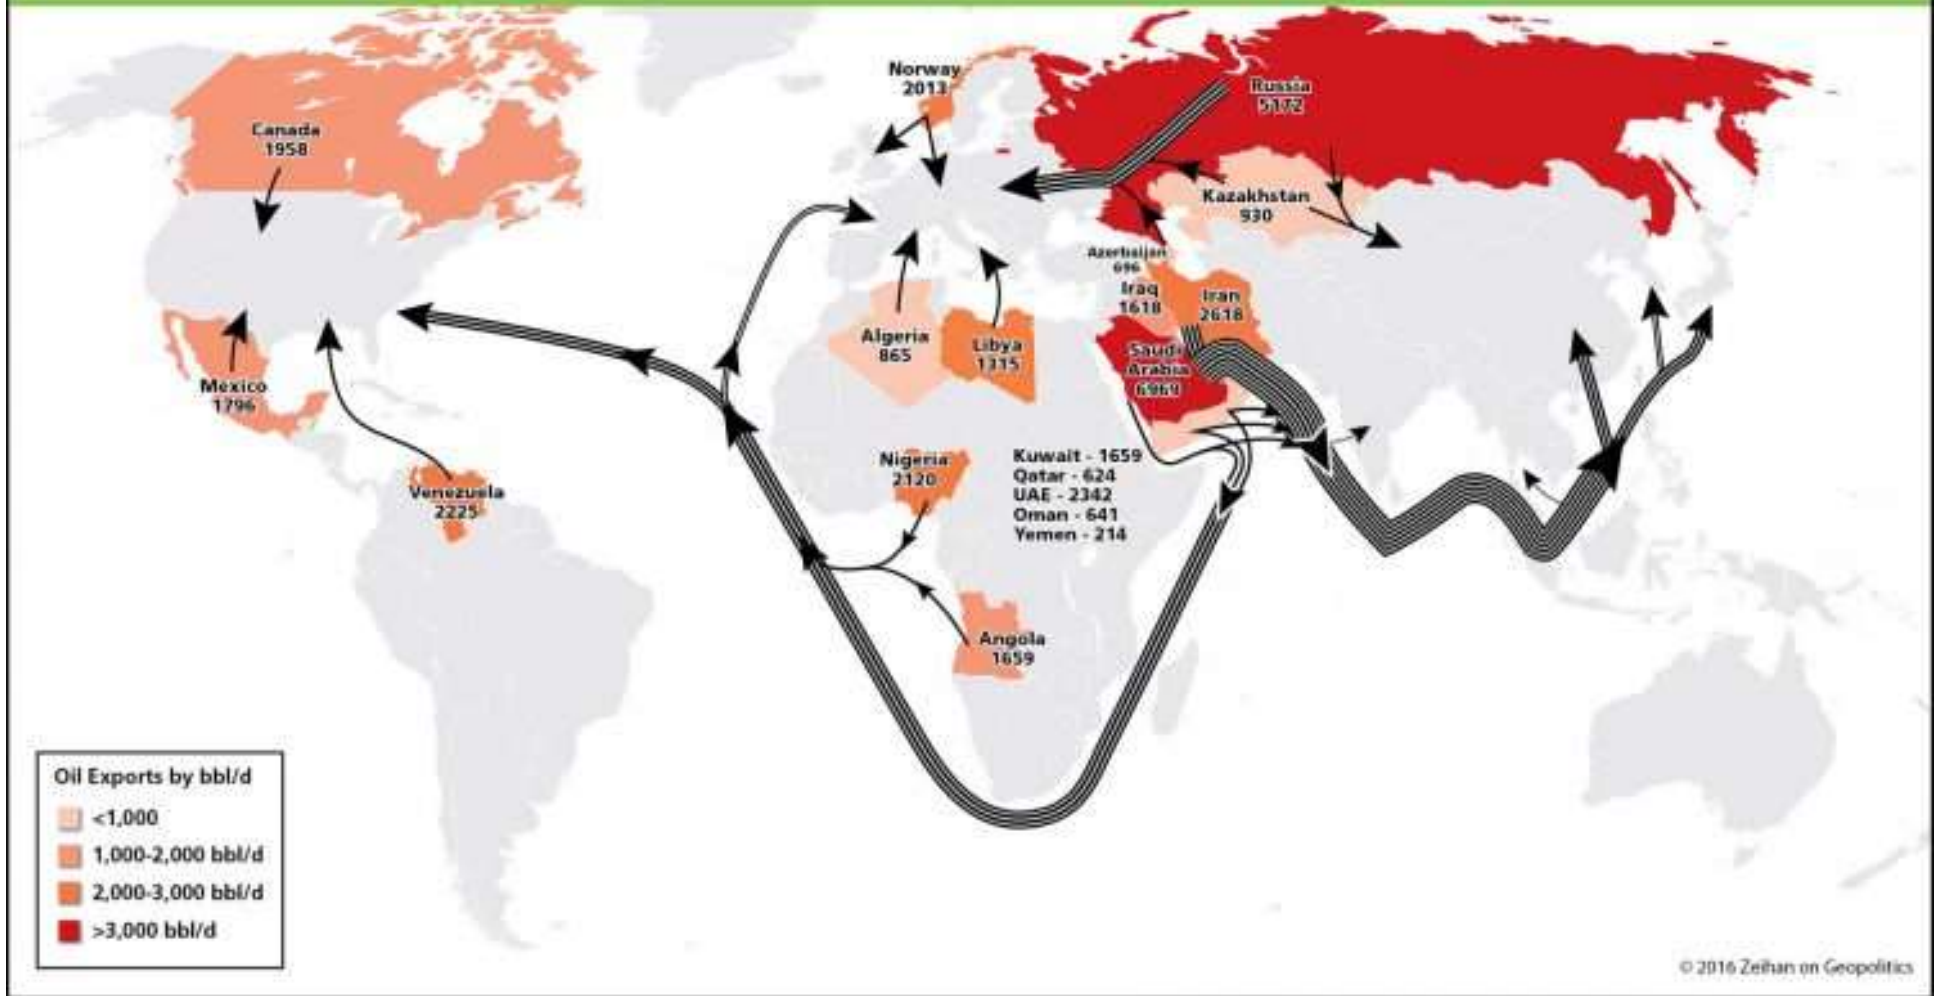 Norway
2013
Russia
5172
Canada
1958
Kazakhstan
930
Azerbaijan
696
Iraq
1618
Iran
2618
Algeria
865
Libya
1315
Saudi
Arabia
6969
Mexico
1796
Nigeria
2120
Kuwait - 1659
Qatar - 624
UAE - 2342
Oman - 641
Yemen - 214
Venezuela
2225
Angola
1659
Oil Exports by bbl/d
<1,000
1,000-2,000 bbl/d
2,000-3,000 bbl/d
>3,000 bbl/d
© 2016 Zeihan on Geopolitics